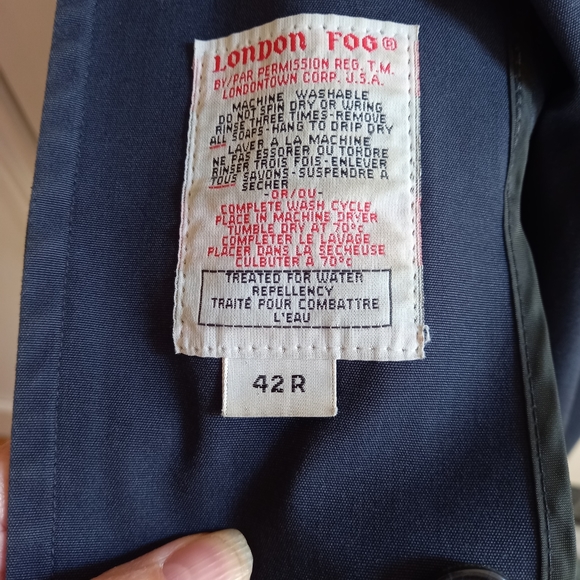 LONDON FOG®
BY/PAR PERMISSION REG. T.M.
LONDONTOWN CORP. U.S.A.
MACHINE WASHABLE
DO NOT SPIN DRY OR WRING
RINSE THREE TIMES-REMOVE
ALL SOAPS-HANG TO DRIP DRY
LAVER A LA MACHINE
NE PAS ESSORER OU TORDRE
RINSER TROIS FOIS-ENLEVER
TOUS SAVONS-SUSPENDRE A
SECHER
-OR/OU-
COMPLETE WASH CYCLE
PLACE IN MACHINE DRYER
TUMBLE DRY AT 70°C
COMPLETER LE LAVAGE
PLACER DANS LA SECHEUSE
CULBUTER À 70°C
TREATED FOR WATER
REPELLENCY
TRAITÉ POUR COMBATTRE
L'EAU
42 R